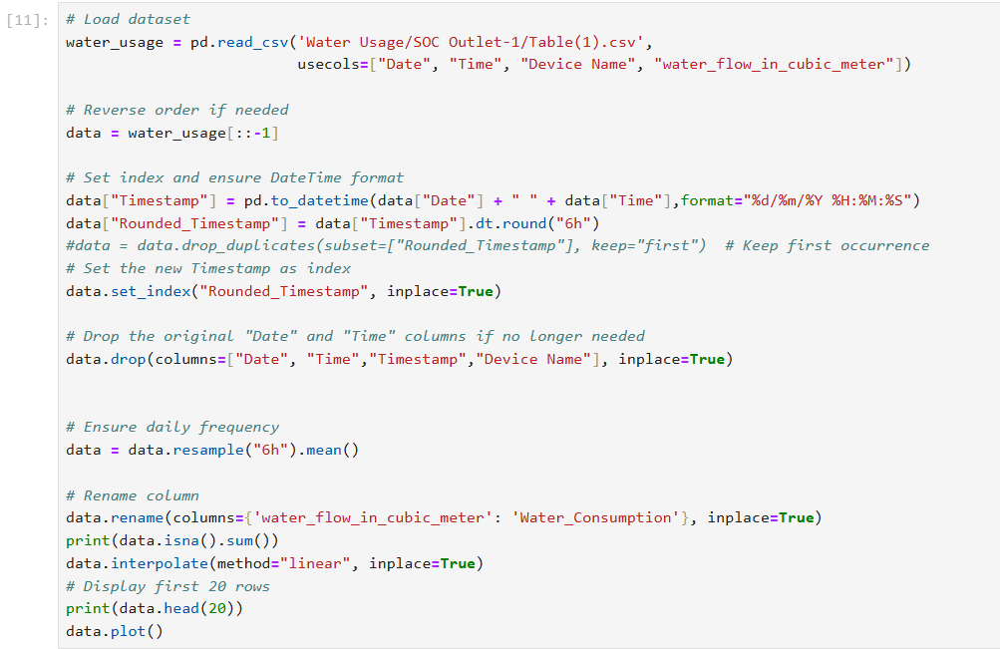 [11]:
# Load dataset
water_usage = pd.read_csv('Water Usage/SOC Outlet-1/Table(1).csv',
                          usecols=["Date", "Time", "Device Name", "water_flow_in_cubic_meter"])

# Reverse order if needed
data = water_usage[::-1]

# Set index and ensure DateTime format
data["Timestamp"] = pd.to_datetime(data["Date"] + " " + data["Time"],format="%d/%m/%Y %H:%M:%S")
data["Rounded_Timestamp"] = data["Timestamp"].dt.round("6h")
#data = data.drop_duplicates(subset=["Rounded_Timestamp"], keep="first")  # Keep first occurrence
# Set the new Timestamp as index
data.set_index("Rounded_Timestamp", inplace=True)

# Drop the original "Date" and "Time" columns if no longer needed
data.drop(columns=["Date", "Time","Timestamp","Device Name"], inplace=True)


# Ensure daily frequency
data = data.resample("6h").mean()

# Rename column
data.rename(columns={'water_flow_in_cubic_meter': 'Water_Consumption'}, inplace=True)
print(data.isna().sum())
data.interpolate(method="linear", inplace=True)
# Display first 20 rows
print(data.head(20))
data.plot()